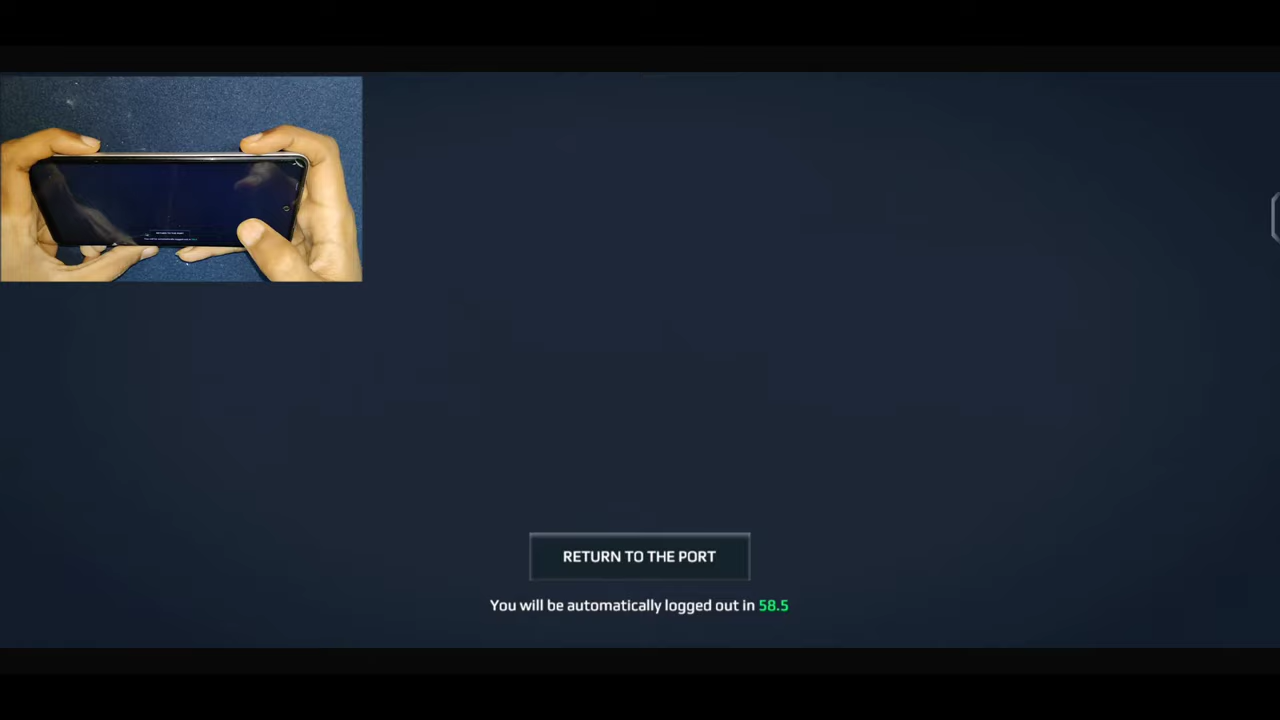 RETURN TO THE PORT
You will be automatically logged out in 58.5